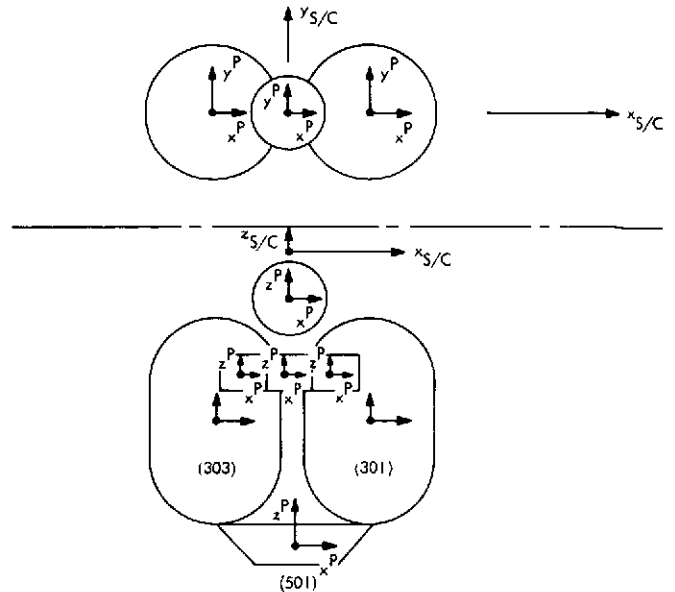 y S/C
y P y P y P
x P x P x P
x S/C
z S/C
x S/C
z P
x P
z P z P z P
x P x P x P
(303) (301)
z P
x P
(501)